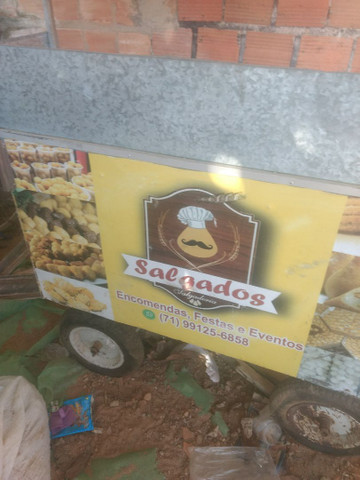 Salgados
Encomendas, Festas e Eventos
(71) 99125-6858